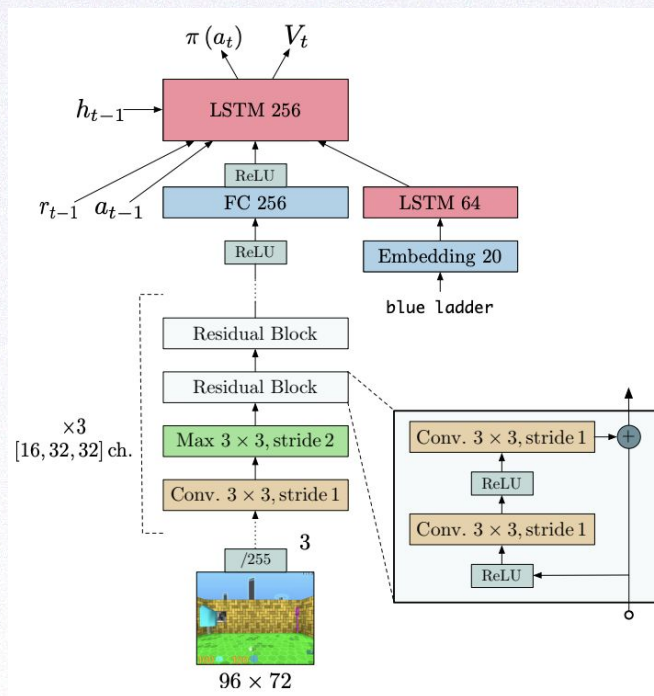 π (a_t) V_t
LSTM 256
h_{t−1}
ReLU
r_{t−1} a_{t−1}
FC 256
LSTM 64
ReLU
Embedding 20
blue ladder
Residual Block
Residual Block
×3
[16, 32, 32] ch.
Max 3 × 3, stride 2
Conv. 3 × 3, stride 1
3
/255
96 × 72
Conv. 3 × 3, stride 1
+
ReLU
Conv. 3 × 3, stride 1
ReLU